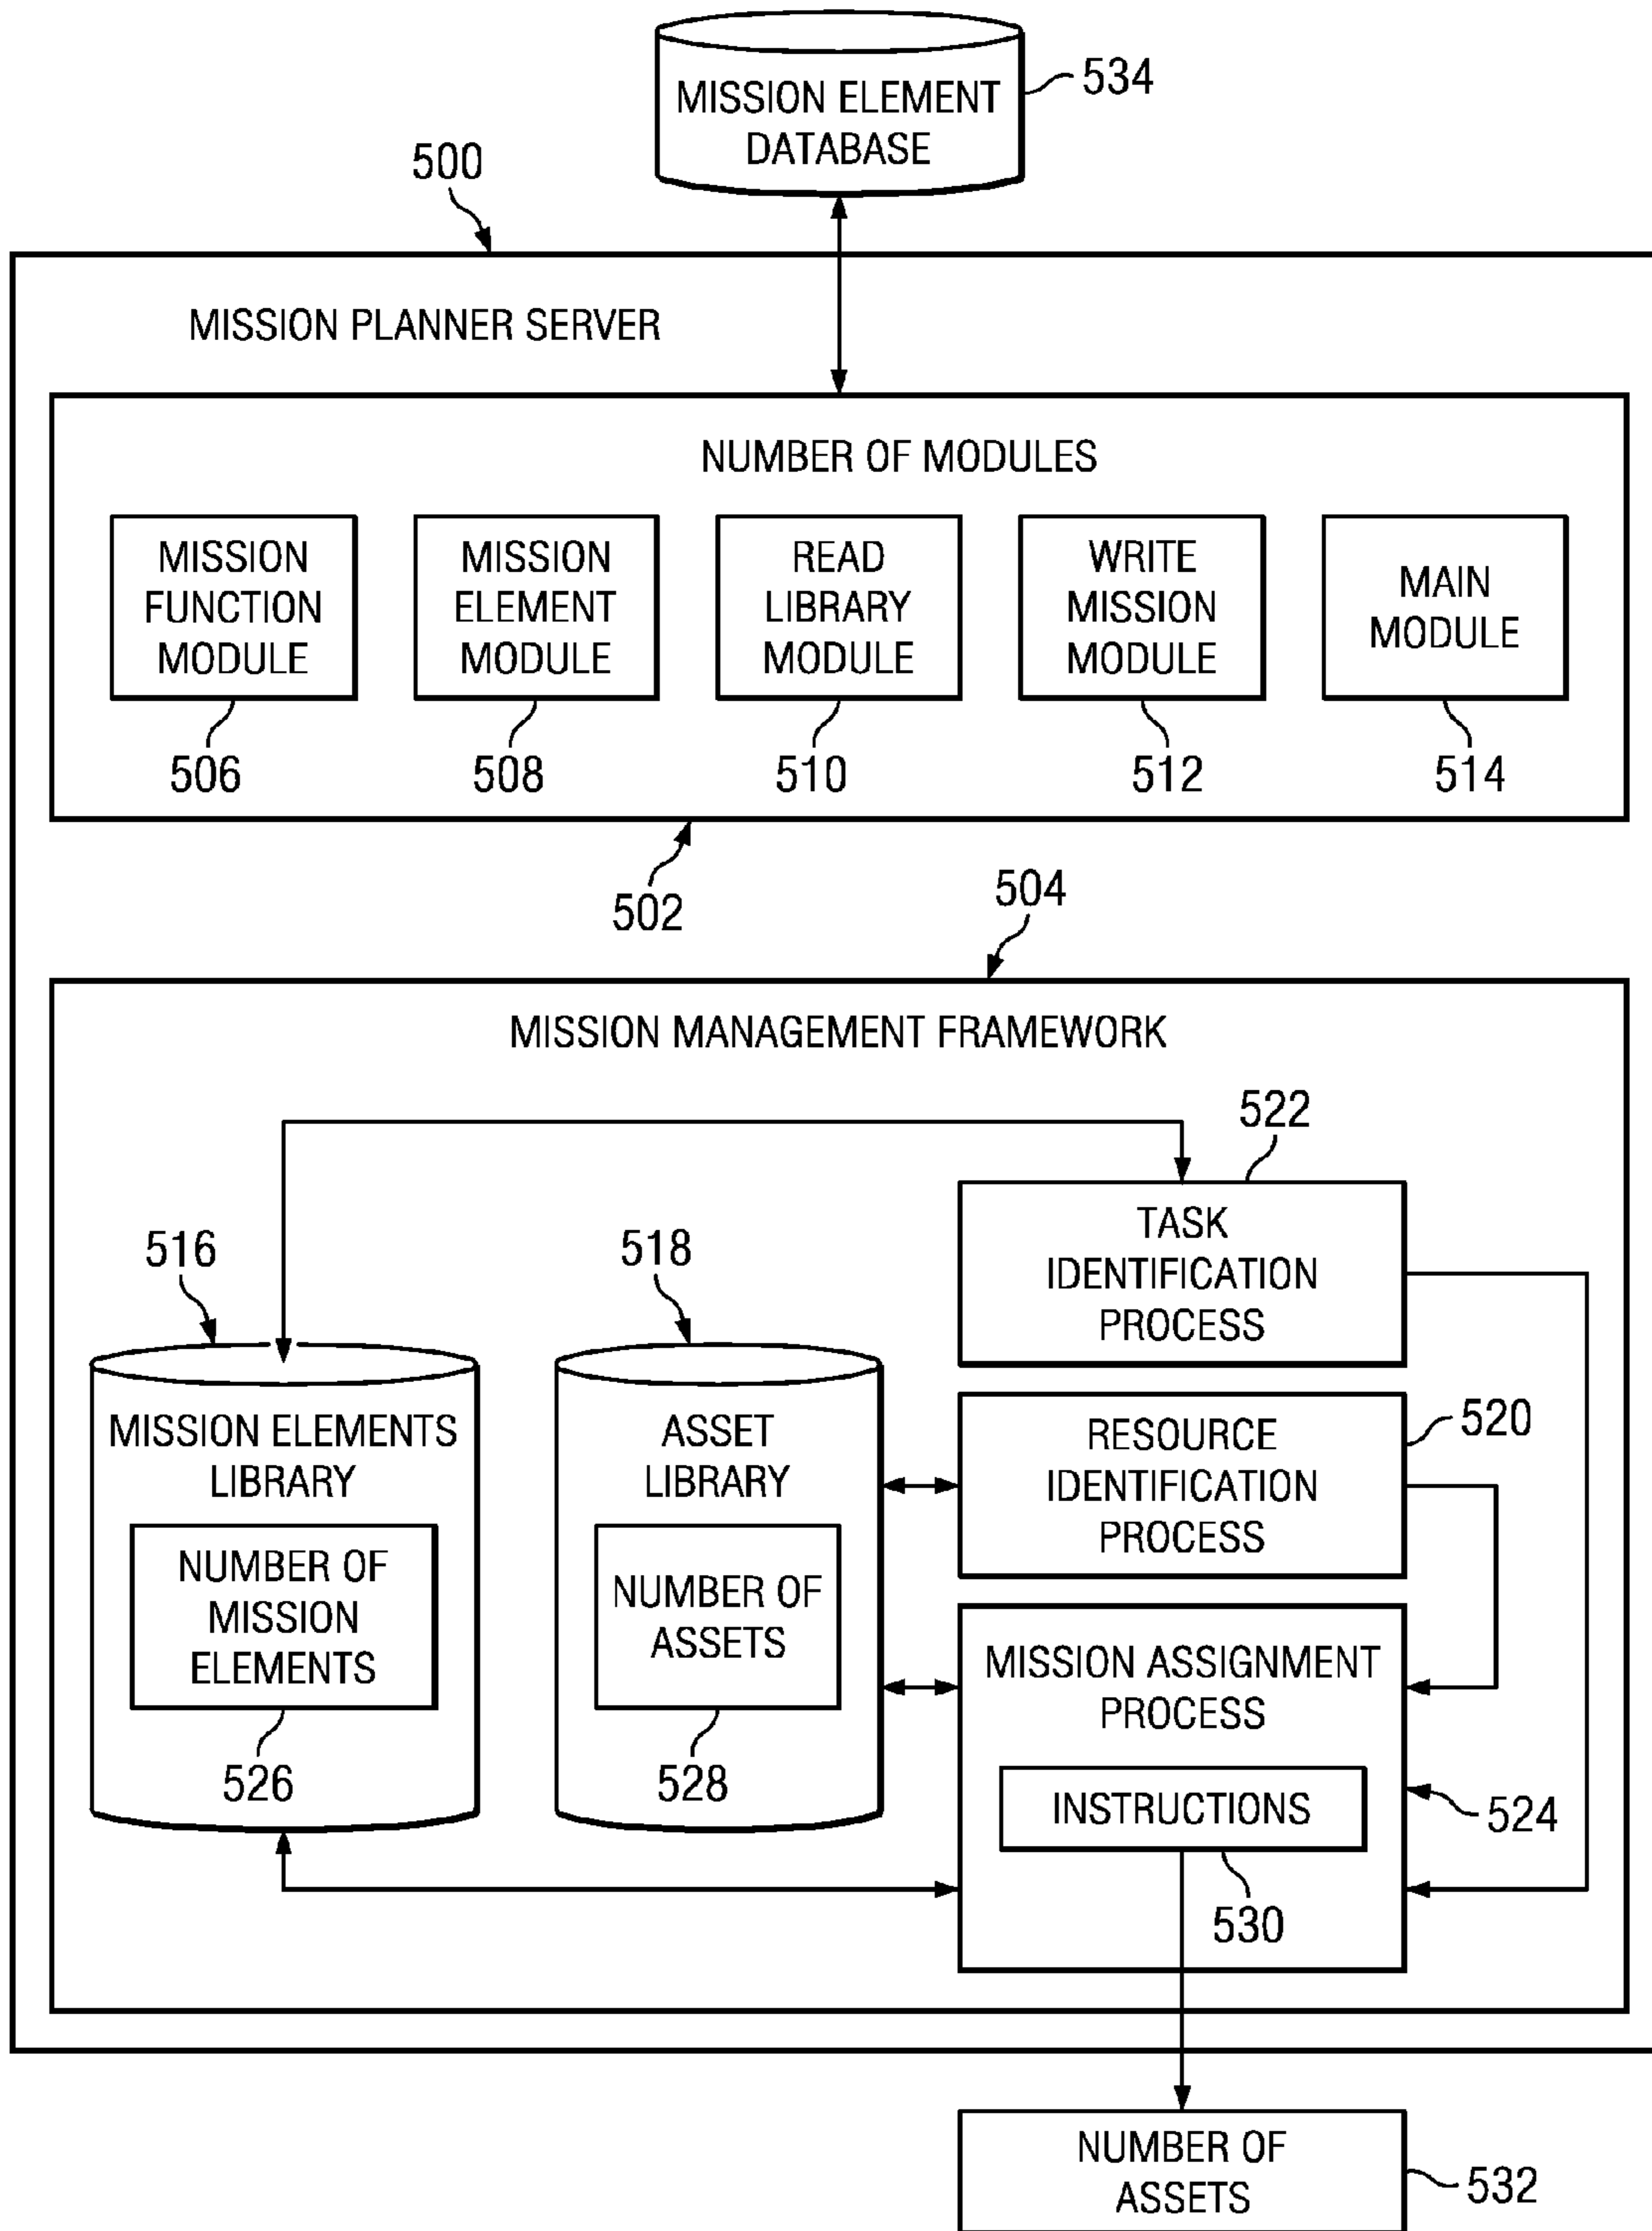 MISSION ELEMENT
DATABASE
534
500
MISSION PLANNER SERVER
NUMBER OF MODULES
MISSION
FUNCTION
MODULE
506
MISSION
ELEMENT
MODULE
508
READ
LIBRARY
MODULE
510
WRITE
MISSION
MODULE
512
MAIN
MODULE
514
502
504
MISSION MANAGEMENT FRAMEWORK
522
TASK
IDENTIFICATION
PROCESS
516
MISSION ELEMENTS
LIBRARY
NUMBER OF
MISSION
ELEMENTS
526
518
ASSET
LIBRARY
NUMBER OF
ASSETS
528
RESOURCE
IDENTIFICATION
PROCESS
520
MISSION ASSIGNMENT
PROCESS
INSTRUCTIONS
524
530
NUMBER OF
ASSETS
532